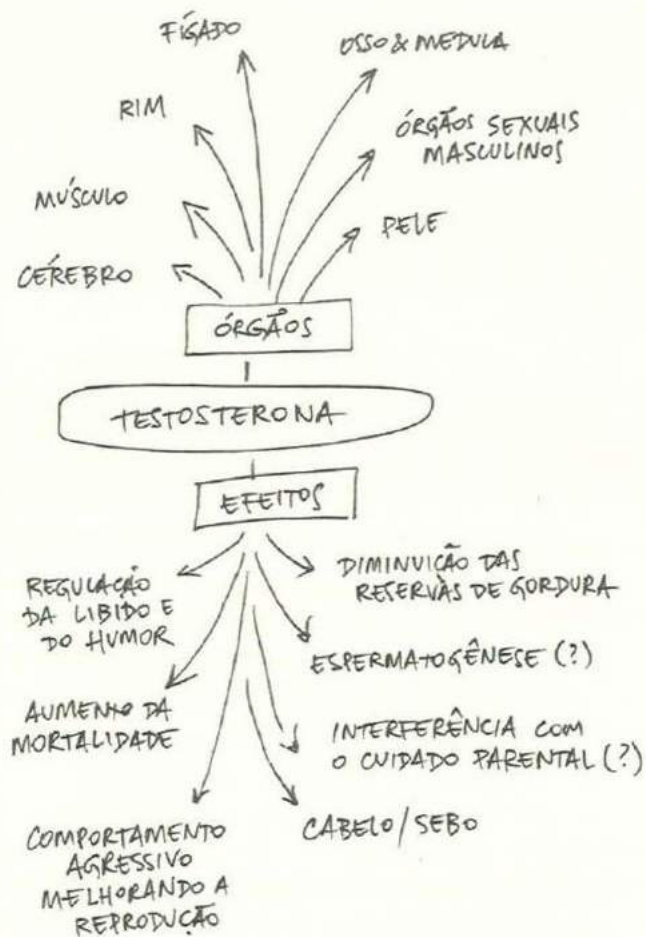 FÍGADO
OSSO & MEDULA
RIM
ÓRGÃOS SEXUAIS
MASCULINOS
MÚSCULO
PELE
CÉREBRO
ÓRGÃOS
TESTOSTERONA
EFEITOS
REGULAÇÃO
DA LIBIDO E
DO HUMOR
DIMINUIÇÃO DAS
RESERVAS DE GORDURA
ESPERMATOGÊNESE (?)
AUMENTO DA
MORTALIDADE
INTERFERÊNCIA COM
O CUIDADO PARENTAL (?)
COMPORTAMENTO
AGRESSIVO
MELHORANDO A
REPRODUÇÃO
CABELO/SEBO